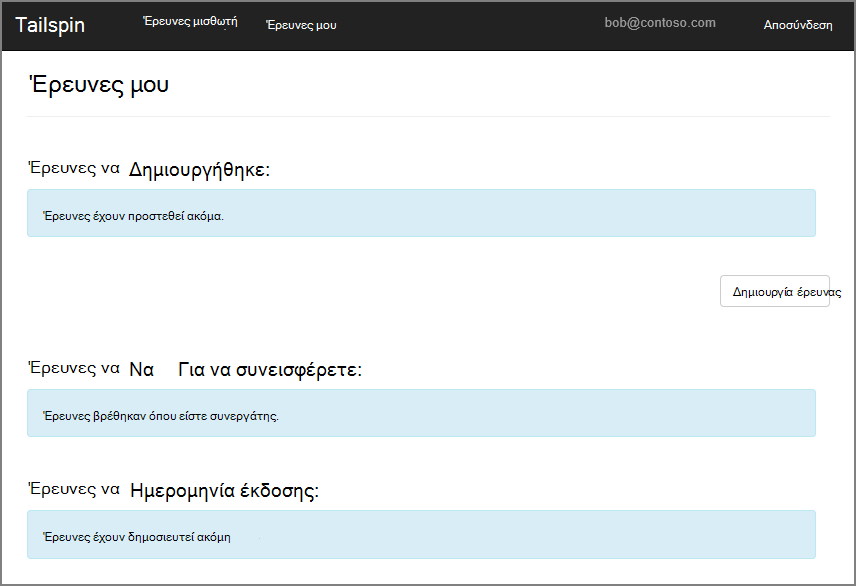 Tailspin Έρευνες μισθωτή Έρευνες μου bob@contoso.com Αποσύνδεση
Έρευνες μου
Έρευνες να Δημιουργήθηκε:
Έρευνες έχουν προστεθεί ακόμα.
Δημιουργία έρευνας
Έρευνες να Να Για να συνεισφέρετε:
Έρευνες βρέθηκαν όπου είστε συνεργάτης.
Έρευνες να Ημερομηνία έκδοσης:
Έρευνες έχουν δημοσιευτεί ακόμη